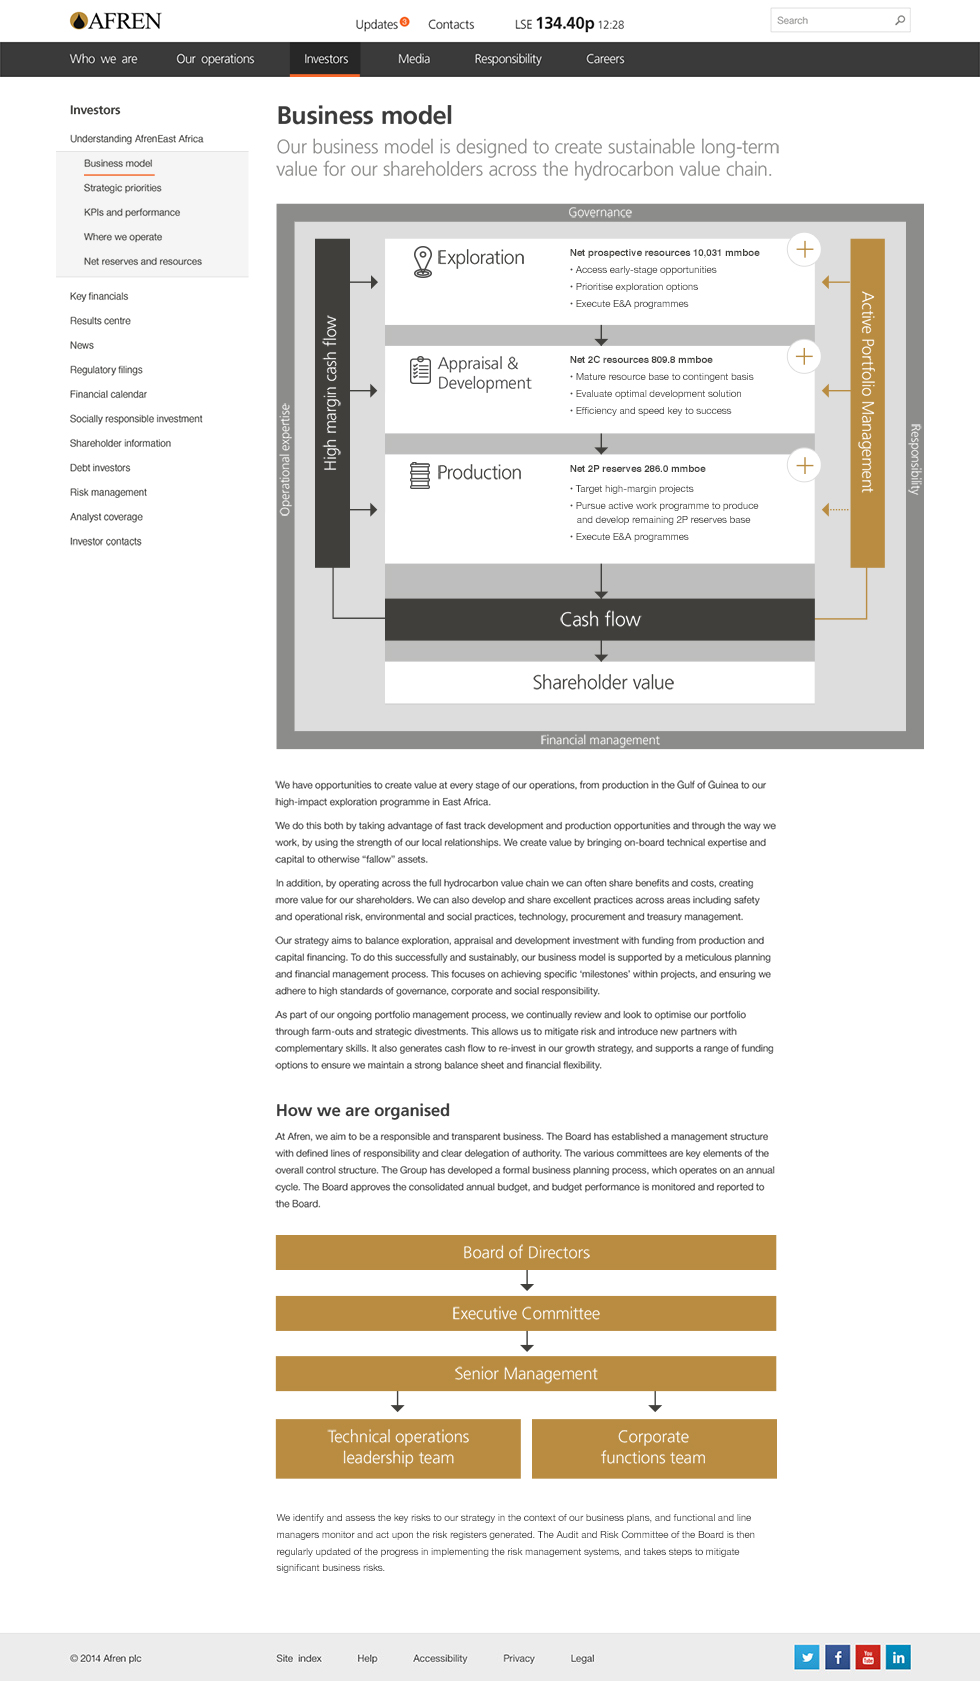 AFREN
Updates 3 Contacts LSE 134.40p 12:28
Search
Who we are Our operations Investors Media Responsibility Careers
Investors
Understanding AfrenEast Africa
Business model
Strategic priorities
KPIs and performance
Where we operate
Net reserves and resources
Key financials
Results centre
News
Regulatory filings
Financial calendar
Socially responsible investment
Shareholder information
Debt investors
Risk management
Analyst coverage
Investor contacts
Business model
Our business model is designed to create sustainable long-term
value for our shareholders across the hydrocarbon value chain.
Governance
Operational expertise
High margin cash flow
Exploration
Net prospective resources 10,031 mmboe
• Access early-stage opportunities
• Prioritise exploration options
• Execute E&A programmes
Appraisal &
Development
Net 2C resources 809.8 mmboe
• Mature resource base to contingent basis
• Evaluate optimal development solution
• Efficiency and speed key to success
Production
Net 2P reserves 286.0 mmboe
• Target high-margin projects
• Pursue active work programme to produce
and develop remaining 2P reserves base
• Execute E&A programmes
Active Portfolio Management
Responsibility
Cash flow
Shareholder value
Financial management
We have opportunities to create value at every stage of our operations, from production in the Gulf of Guinea to our
high-impact exploration programme in East Africa.
We do this both by taking advantage of fast track development and production opportunities and through the way we
work, by using the strength of our local relationships. We create value by bringing on-board technical expertise and
capital to otherwise “fallow” assets.
In addition, by operating across the full hydrocarbon value chain we can often share benefits and costs, creating
more value for our shareholders. We can also develop and share excellent practices across areas including safety
and operational risk, environmental and social practices, technology, procurement and treasury management.
Our strategy aims to balance exploration, appraisal and development investment with funding from production and
capital financing. To do this successfully and sustainably, our business model is supported by a meticulous planning
and financial management process. This focuses on achieving specific ‘milestones’ within projects, and ensuring we
adhere to high standards of governance, corporate and social responsibility.
As part of our ongoing portfolio management process, we continually review and look to optimise our portfolio
through farm-outs and strategic divestments. This allows us to mitigate risk and introduce new partners with
complementary skills. It also generates cash flow to re-invest in our growth strategy, and supports a range of funding
options to ensure we maintain a strong balance sheet and financial flexibility.
How we are organised
At Afren, we aim to be a responsible and transparent business. The Board has established a management structure
with defined lines of responsibility and clear delegation of authority. The various committees are key elements of the
overall control structure. The Group has developed a formal business planning process, which operates on an annual
cycle. The Board approves the consolidated annual budget, and budget performance is monitored and reported to
the Board.
Board of Directors
Executive Committee
Senior Management
Technical operations
leadership team
Corporate
functions team
We identify and assess the key risks to our strategy in the context of our business plans, and functional and line
managers monitor and act upon the risk registers generated. The Audit and Risk Committee of the Board is then
regularly updated of the progress in implementing the risk management systems, and takes steps to mitigate
significant business risks.
© 2014 Afren plc Site index Help Accessibility Privacy Legal
f You Tube in